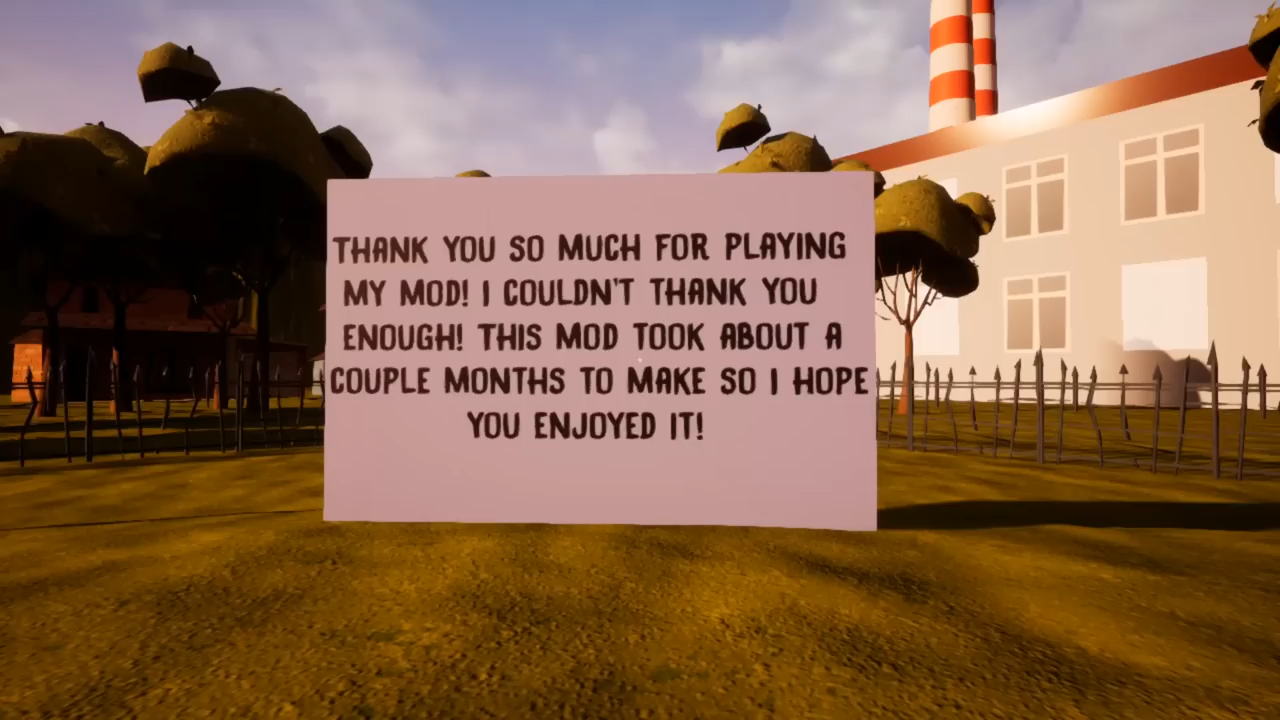 THANK YOU SO MUCH FOR PLAYING
MY MOD! I COULDN'T THANK YOU
ENOUGH! THIS MOD TOOK ABOUT A
COUPLE MONTHS TO MAKE SO I HOPE
YOU ENJOYED IT!